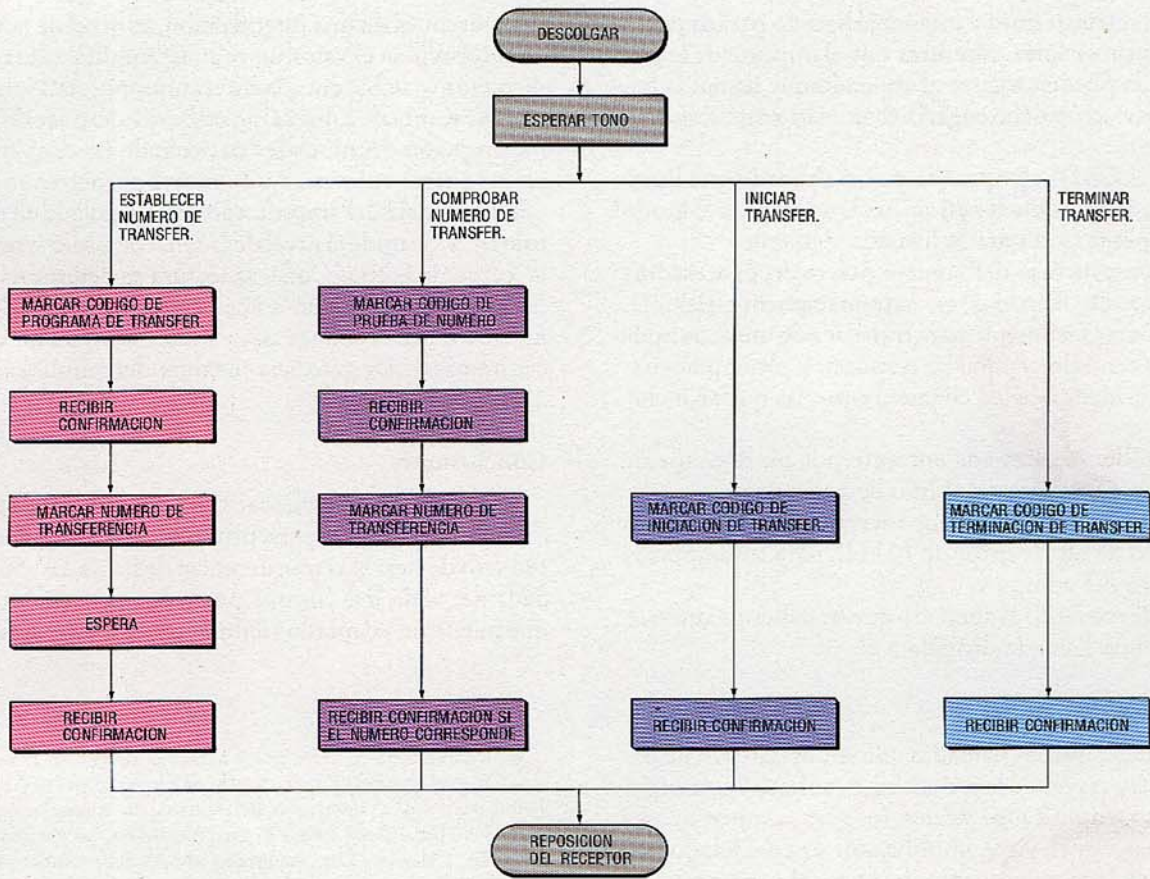 DESCOLGAR
ESPERAR TONO
ESTABLECER
NUMERO DE
TRANSFER.
COMPROBAR
NUMERO DE
TRANSFER.
INICIAR
TRANSFER.
TERMINAR
TRANSFER.
MARCAR CODIGO DE
PROGRAMA DE TRANSFER
MARCAR CODIGO DE
PRUEBA DE NUMERO
RECIBIR
CONFIRMACION
RECIBIR
CONFIRMACION
MARCAR NUMERO DE
TRANSFERENCIA
MARCAR NUMERO DE
TRANSFERENCIA
MARCAR CODIGO DE
INICIACION DE TRANSFER.
MARCAR CODIGO DE
TERMINACION DE TRANSFER.
ESPERA
RECIBIR
CONFIRMACION
RECIBIR CONFIRMACION SI
EL NUMERO CORRESPONDE
RECIBIR CONFIRMACION
RECIBIR CONFIRMACION
REPOSICION
DEL RECEPTOR